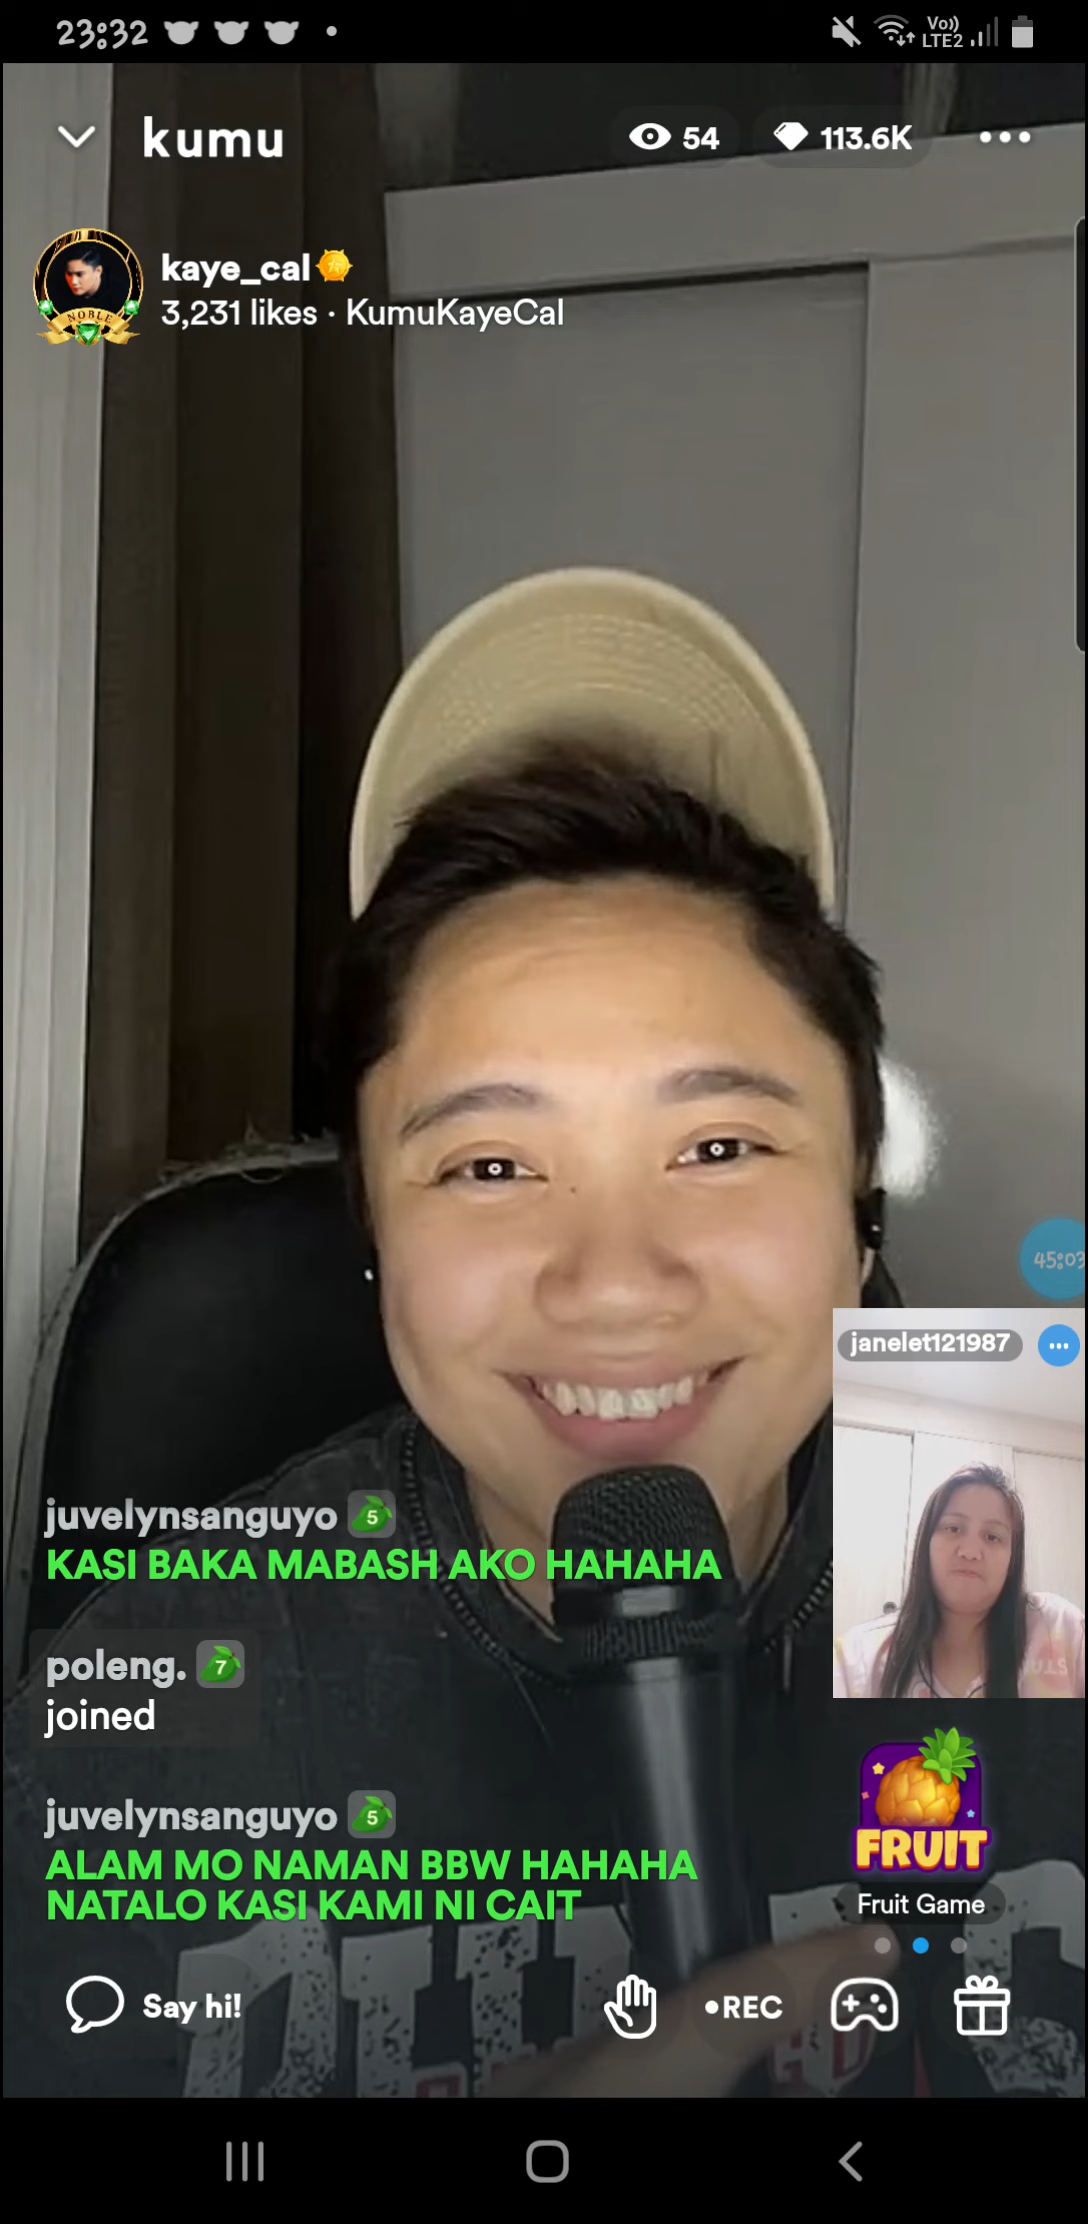 23:32
Vo))
LTE2
kumu
54
113.6K
kaye_cal
3,231 likes · KumuKayeCal
NOBLE
45:03
janelet121987
juvelynsanguyo 5
KASI BAKA MABASH AKO HAHAHA
poleng. 7
joined
juvelynsanguyo 5
ALAM MO NAMAN BBW HAHAHA
NATALO KASI KAMI NI CAIT
FRUIT
Fruit Game
Say hi!
•REC